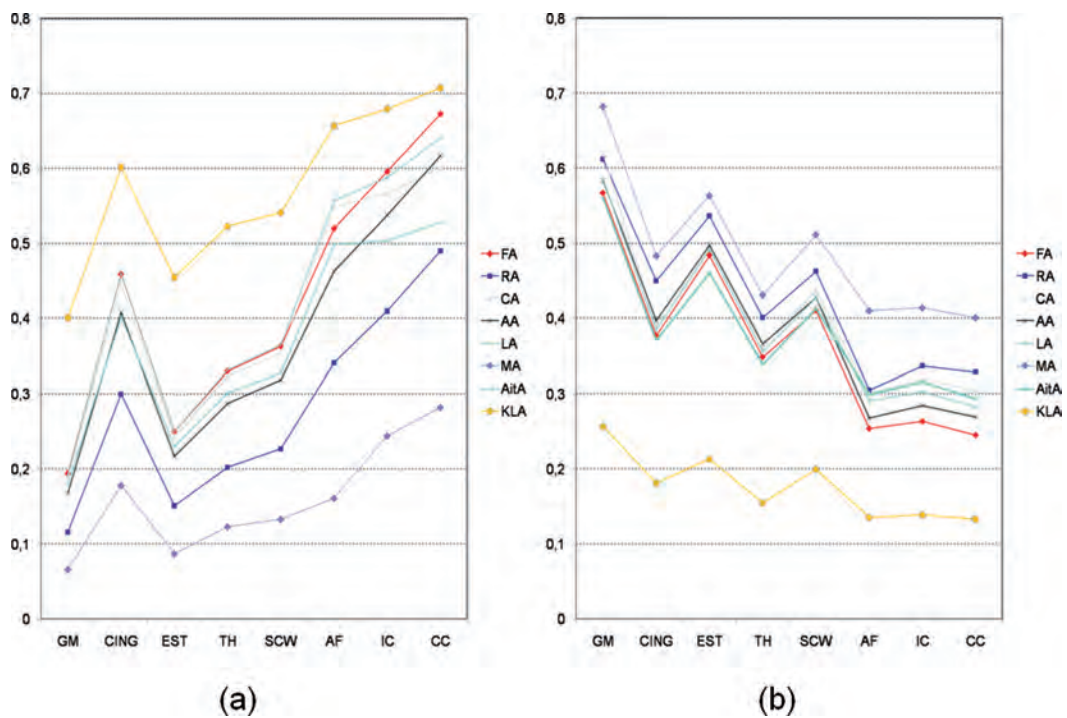 0,8
0,7
0,6
0,5
0,4
0,3
0,2
0,1
0
GM CING EST TH SCW AF IC CC
FA
RA
CA
AA
LA
MA
AitA
KLA
(a)
0,8
0,7
0,6
0,5
0,4
0,3
0,2
0,1
0
GM CING EST TH SCW AF IC CC
FA
RA
CA
AA
LA
MA
AitA
KLA
(b)